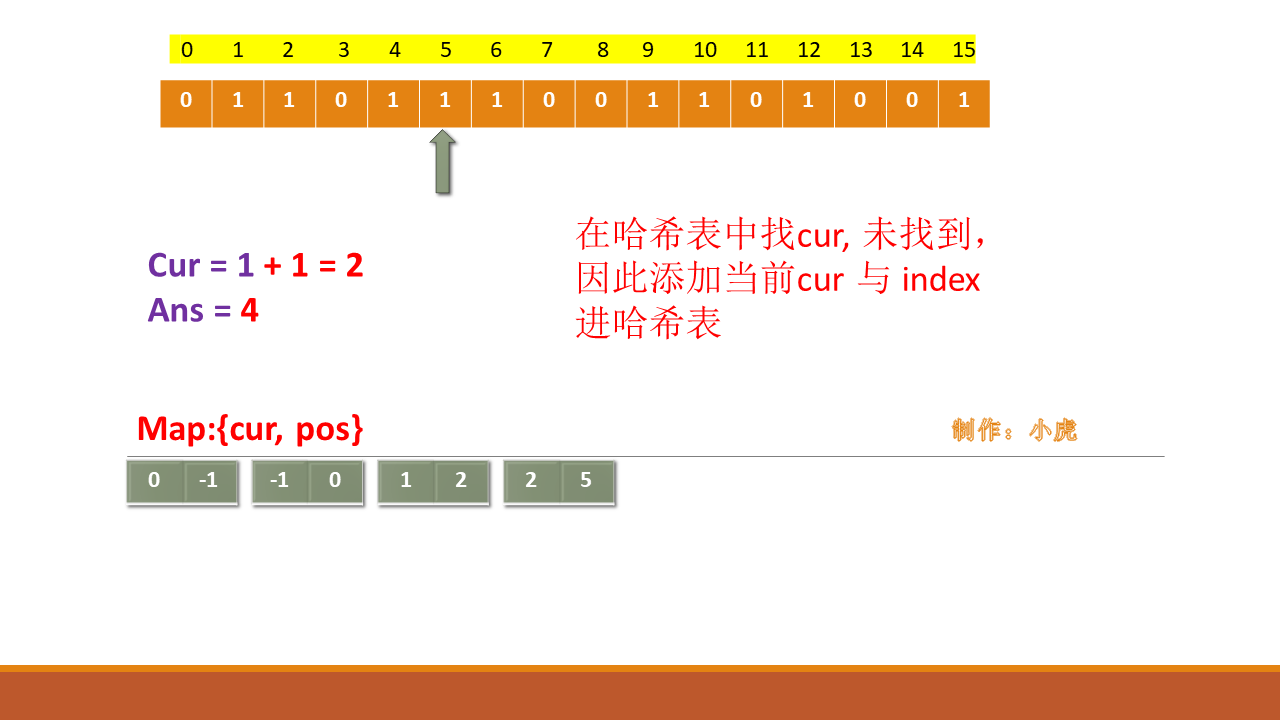 0 1 2 3 4 5 6 7 8 9 10 11 12 13 14 15
0 1 1 0 1 1 1 0 0 1 1 0 1 0 0 1
Cur = 1 + 1 = 2
Ans = 4
在哈希表中找cur, 未找到，
因此添加当前cur 与 index
进哈希表
Map:{cur, pos}
制作：小虎
0 -1 -1 0 1 2 2 5